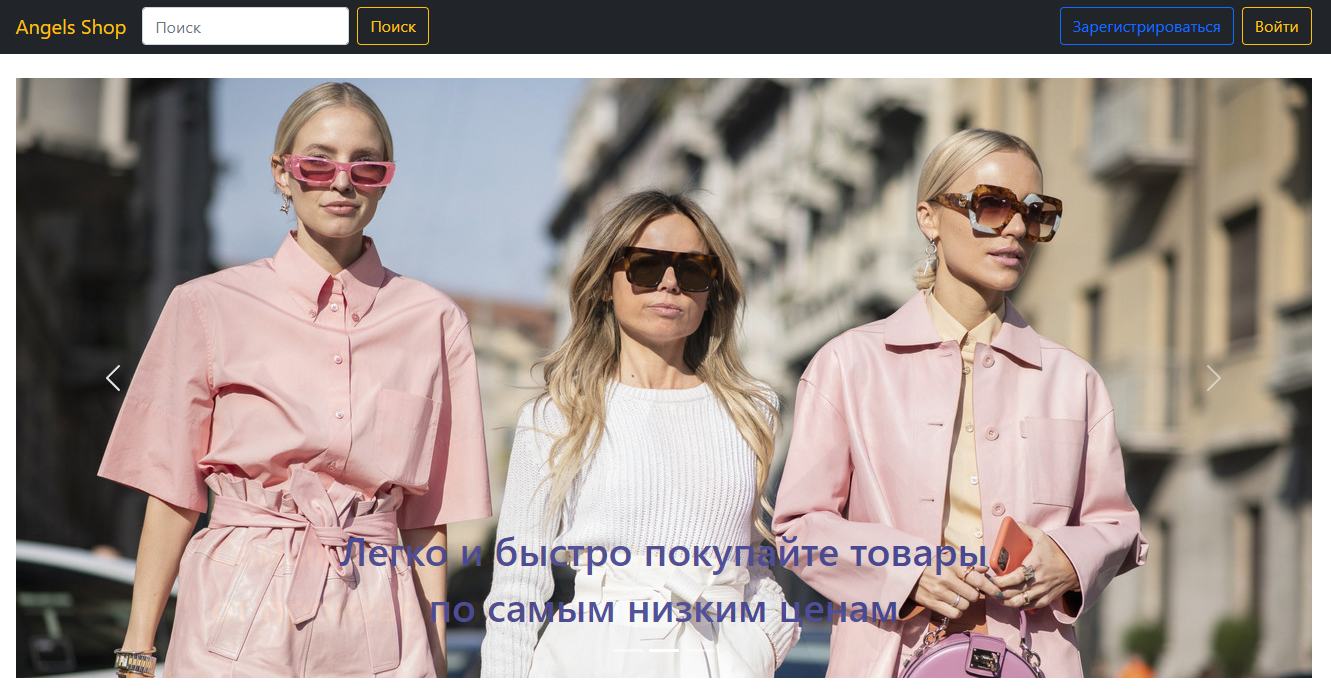 Angels Shop Поиск Поиск Зарегистрироваться Войти
Легко и быстро покупайте товары
по самым низким ценам